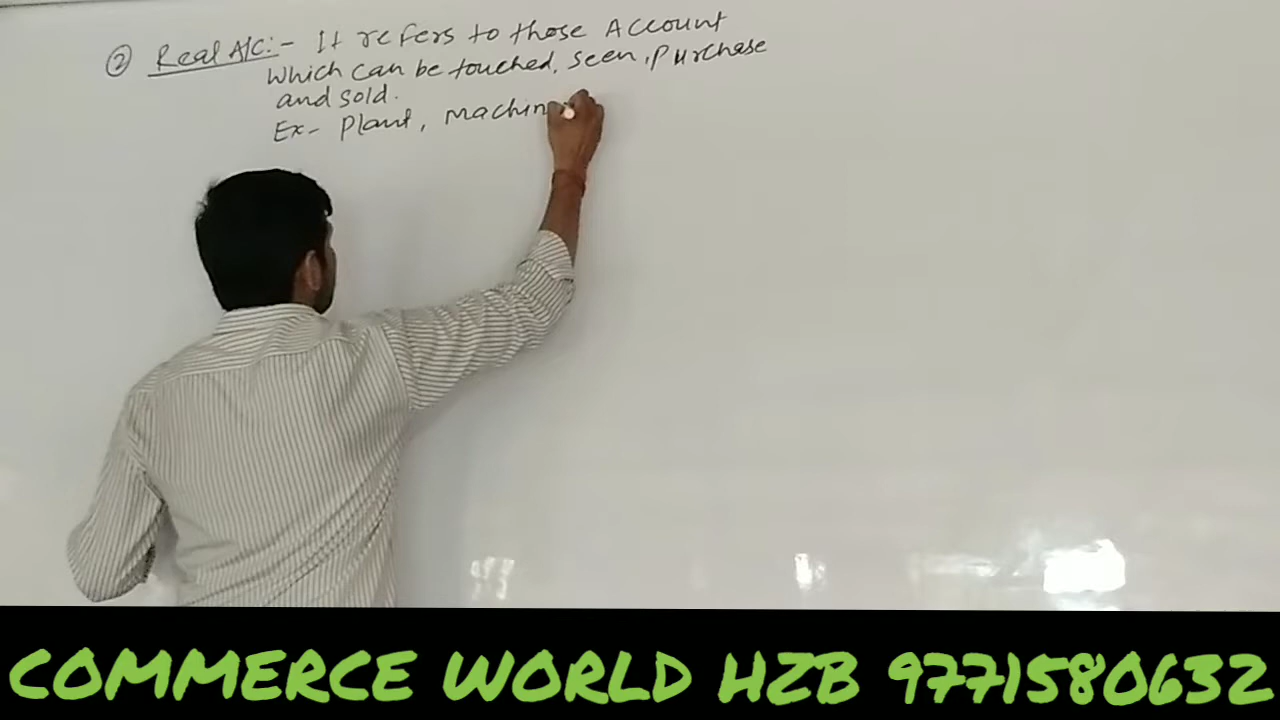 ② Real A/C:- It refers to those Account
Which can be touched, seen, purchase
and sold.
Ex- Plant, Machin
COMMERCE WORLD HZB 9771580632